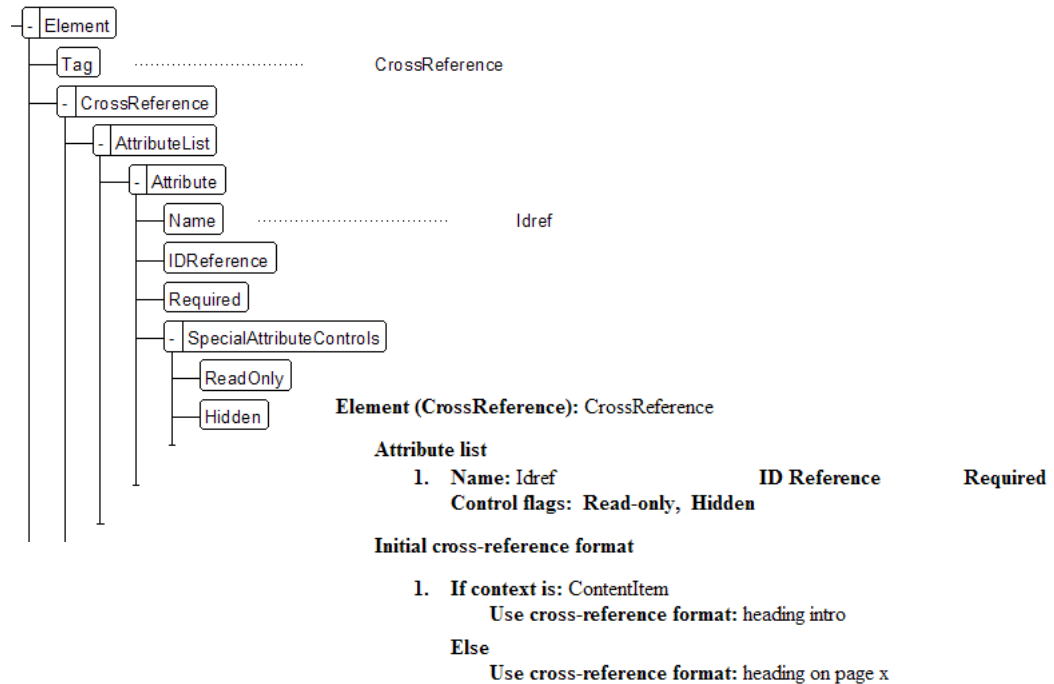 - Element
Tag ................................ CrossReference
- CrossReference
- AttributeList
- Attribute
Name .................................... Idref
IDReference
Required
- SpecialAttributeControls
ReadOnly
Hidden
Element (CrossReference): CrossReference
Attribute list
1. Name: Idref ID Reference Required
Control flags: Read-only, Hidden
Initial cross-reference format
1. If context is: ContentItem
Use cross-reference format: heading intro
Else
Use cross-reference format: heading on page x